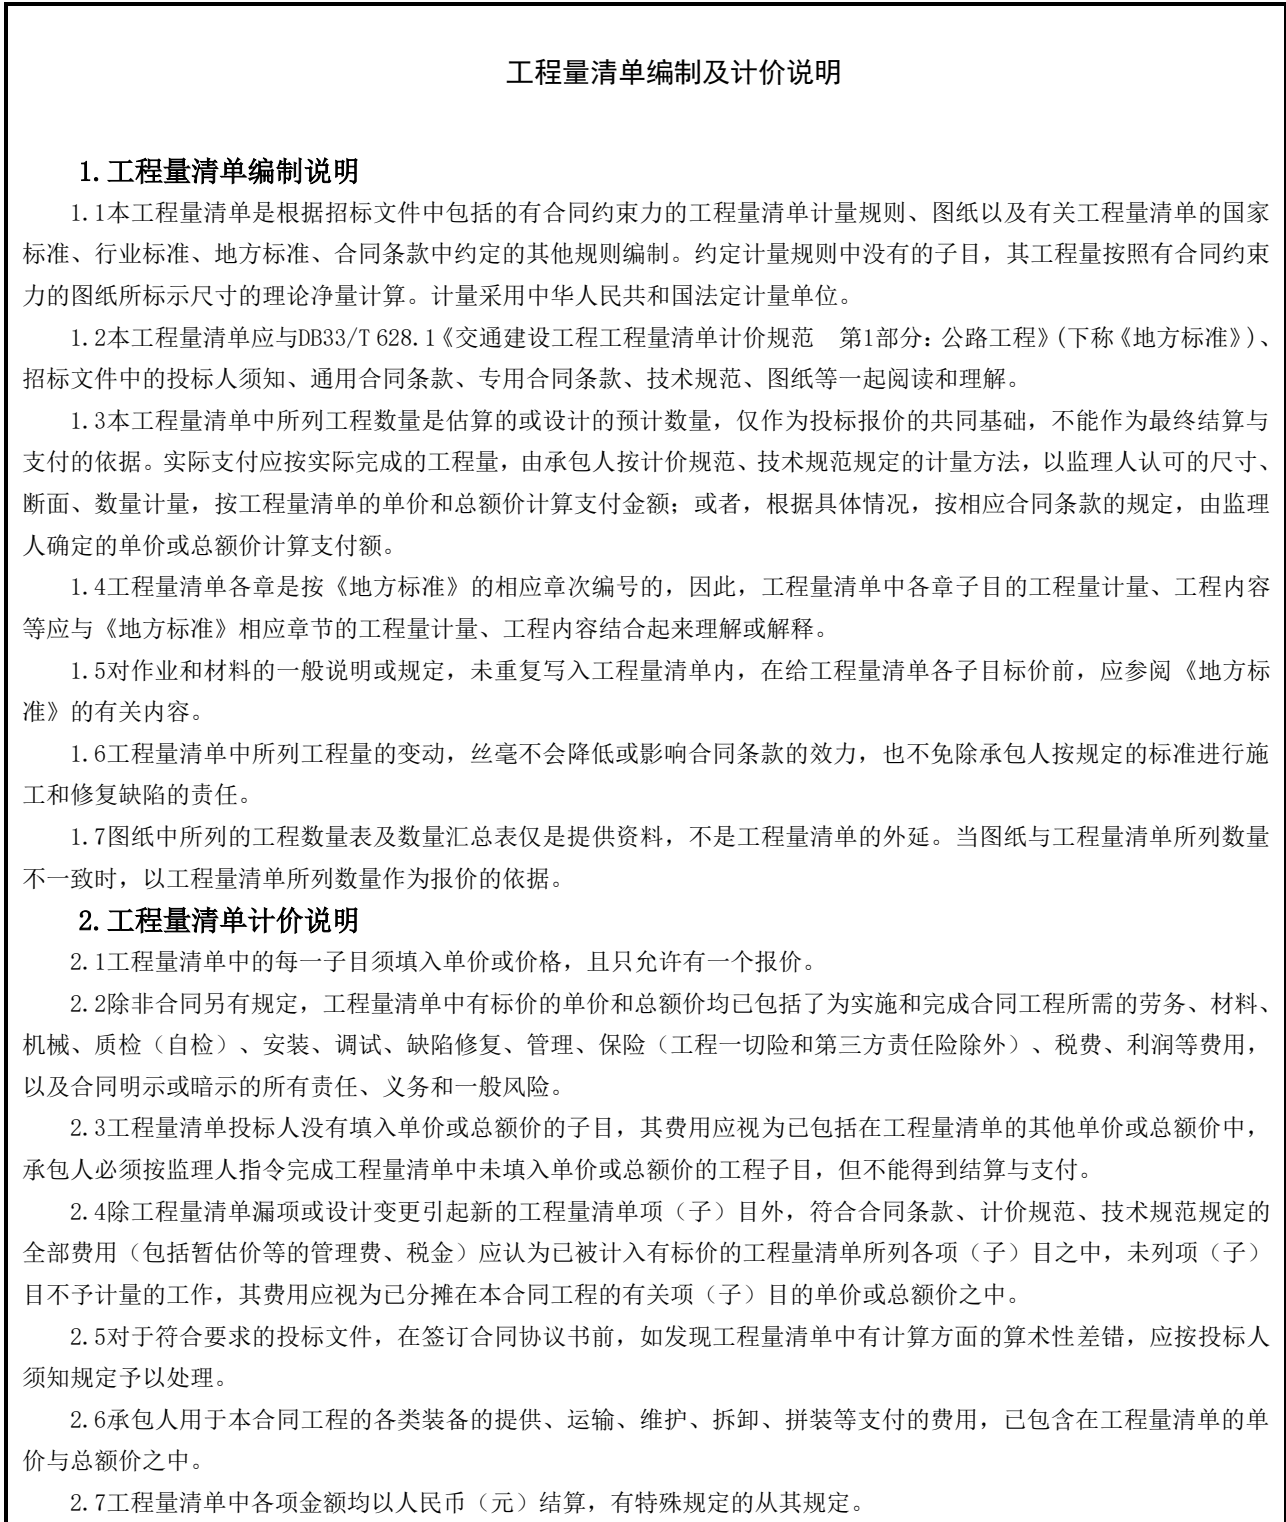 工程量清单编制及计价说明
1.工程量清单编制说明
1.1本工程量清单是根据招标文件中包括的有合同约束力的工程量清单计量规则、图纸以及有关工程量清单的国家
标准、行业标准、地方标准、合同条款中约定的其他规则编制。约定计量规则中没有的子目，其工程量按照有合同约束
力的图纸所标示尺寸的理论净量计算。计量采用中华人民共和国法定计量单位。
1.2本工程量清单应与DB33/T 628.1《交通建设工程工程量清单计价规范　第1部分：公路工程》（下称《地方标准》）、
招标文件中的投标人须知、通用合同条款、专用合同条款、技术规范、图纸等一起阅读和理解。
1.3本工程量清单中所列工程数量是估算的或设计的预计数量，仅作为投标报价的共同基础，不能作为最终结算与
支付的依据。实际支付应按实际完成的工程量，由承包人按计价规范、技术规范规定的计量方法，以监理人认可的尺寸、
断面、数量计量，按工程量清单的单价和总额价计算支付金额；或者，根据具体情况，按相应合同条款的规定，由监理
人确定的单价或总额价计算支付额。
1.4工程量清单各章是按《地方标准》的相应章次编号的，因此，工程量清单中各章子目的工程量计量、工程内容
等应与《地方标准》相应章节的工程量计量、工程内容结合起来理解或解释。
1.5对作业和材料的一般说明或规定，未重复写入工程量清单内，在给工程量清单各子目标价前，应参阅《地方标
准》的有关内容。
1.6工程量清单中所列工程量的变动，丝毫不会降低或影响合同条款的效力，也不免除承包人按规定的标准进行施
工和修复缺陷的责任。
1.7图纸中所列的工程数量表及数量汇总表仅是提供资料，不是工程量清单的外延。当图纸与工程量清单所列数量
不一致时，以工程量清单所列数量作为报价的依据。
2.工程量清单计价说明
2.1工程量清单中的每一子目须填入单价或价格，且只允许有一个报价。
2.2除非合同另有规定，工程量清单中有标价的单价和总额价均已包括了为实施和完成合同工程所需的劳务、材料、
机械、质检（自检）、安装、调试、缺陷修复、管理、保险（工程一切险和第三方责任险除外）、税费、利润等费用，
以及合同明示或暗示的所有责任、义务和一般风险。
2.3工程量清单投标人没有填入单价或总额价的子目，其费用应视为已包括在工程量清单的其他单价或总额价中，
承包人必须按监理人指令完成工程量清单中未填入单价或总额价的工程子目，但不能得到结算与支付。
2.4除工程量清单漏项或设计变更引起新的工程量清单项（子）目外，符合合同条款、计价规范、技术规范规定的
全部费用（包括暂估价等的管理费、税金）应认为已被计入有标价的工程量清单所列各项（子）目之中，未列项（子）
目不予计量的工作，其费用应视为已分摊在本合同工程的有关项（子）目的单价或总额价之中。
2.5对于符合要求的投标文件，在签订合同协议书前，如发现工程量清单中有计算方面的算术性差错，应按投标人
须知规定予以处理。
2.6承包人用于本合同工程的各类装备的提供、运输、维护、拆卸、拼装等支付的费用，已包含在工程量清单的单
价与总额价之中。
2.7工程量清单中各项金额均以人民币（元）结算，有特殊规定的从其规定。